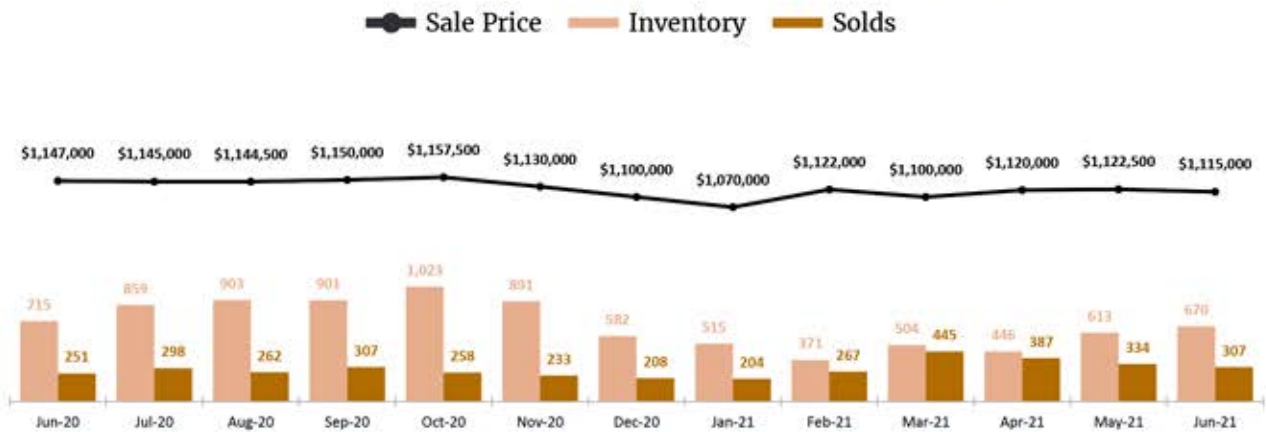 Sale Price Inventory Solds
$1,147,000 $1,145,000 $1,144,500 $1,150,000 $1,157,500 $1,130,000 $1,100,000 $1,070,000 $1,122,000 $1,100,000 $1,120,000 $1,122,500 $1,115,000
715 859 903 901 1,023 891 582 515 371 504 446 613 670
251 298 262 307 258 233 208 204 267 445 387 334 307
Jun-20 Jul-20 Aug-20 Sep-20 Oct-20 Nov-20 Dec-20 Jan-21 Feb-21 Mar-21 Apr-21 May-21 Jun-21